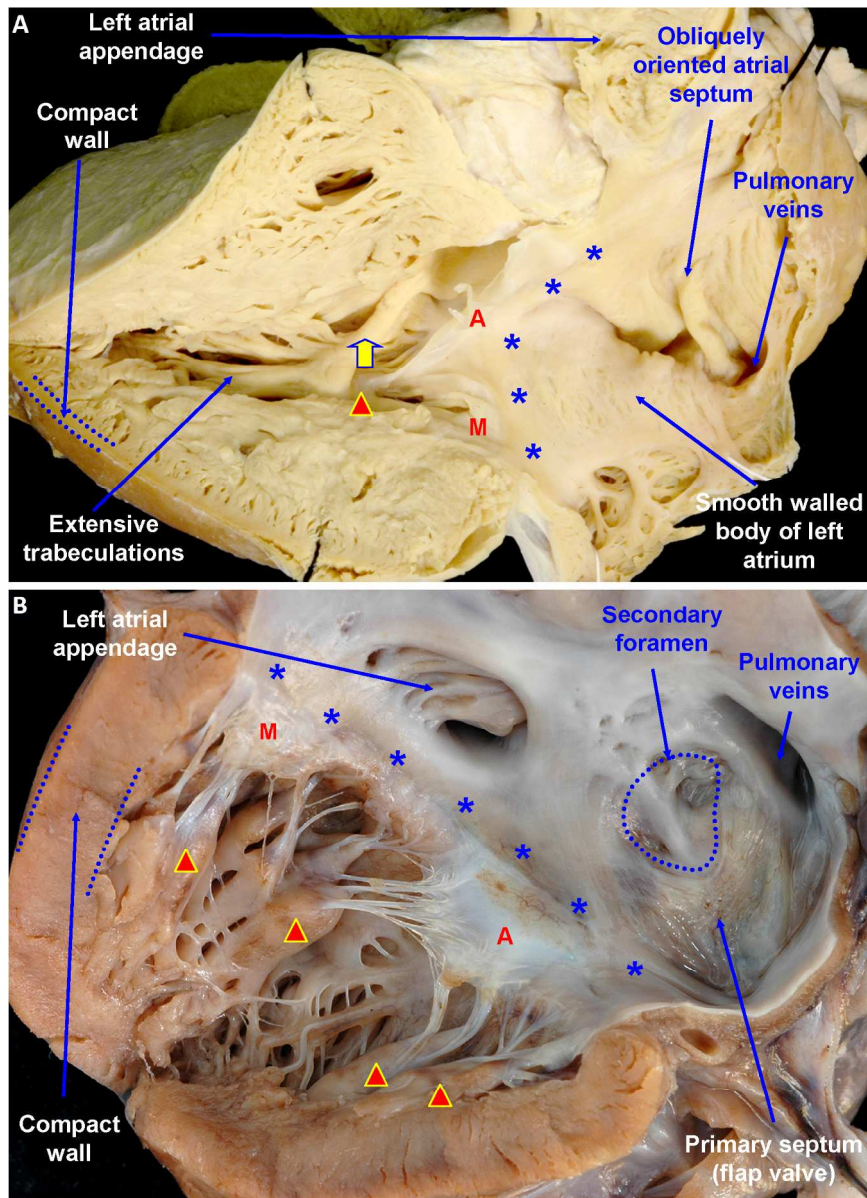 A
Left atrial
appendage
Obliquely
oriented atrial
septum
Compact
wall
Pulmonary
veins
*
*
A
*
*
M
*
Extensive
trabeculations
Smooth walled
body of left
atrium
B
Left atrial
appendage
Secondary
foramen
Pulmonary
veins
*
M
*
*
*
*
A
*
*
Compact
wall
Primary septum
(flap valve)